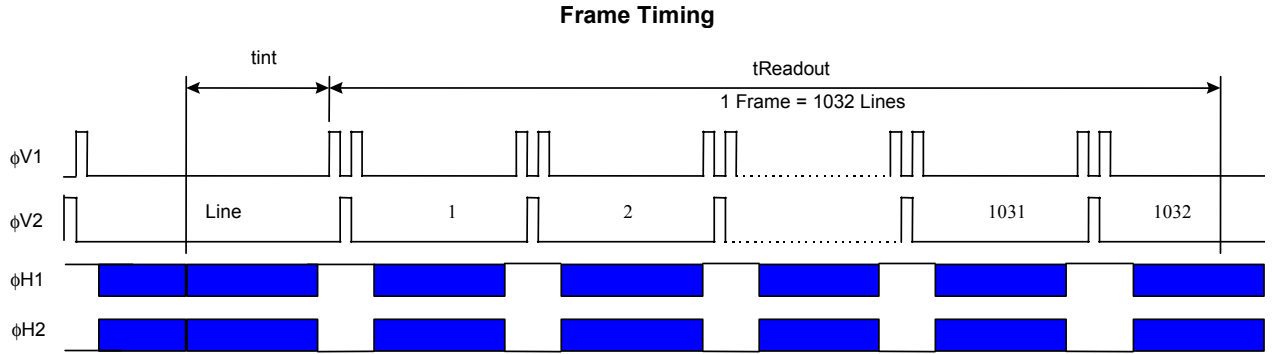 Frame Timing
tint
tReadout
1 Frame = 1032 Lines
ϕV1
ϕV2
Line
1
2
1031
1032
ϕH1
ϕH2